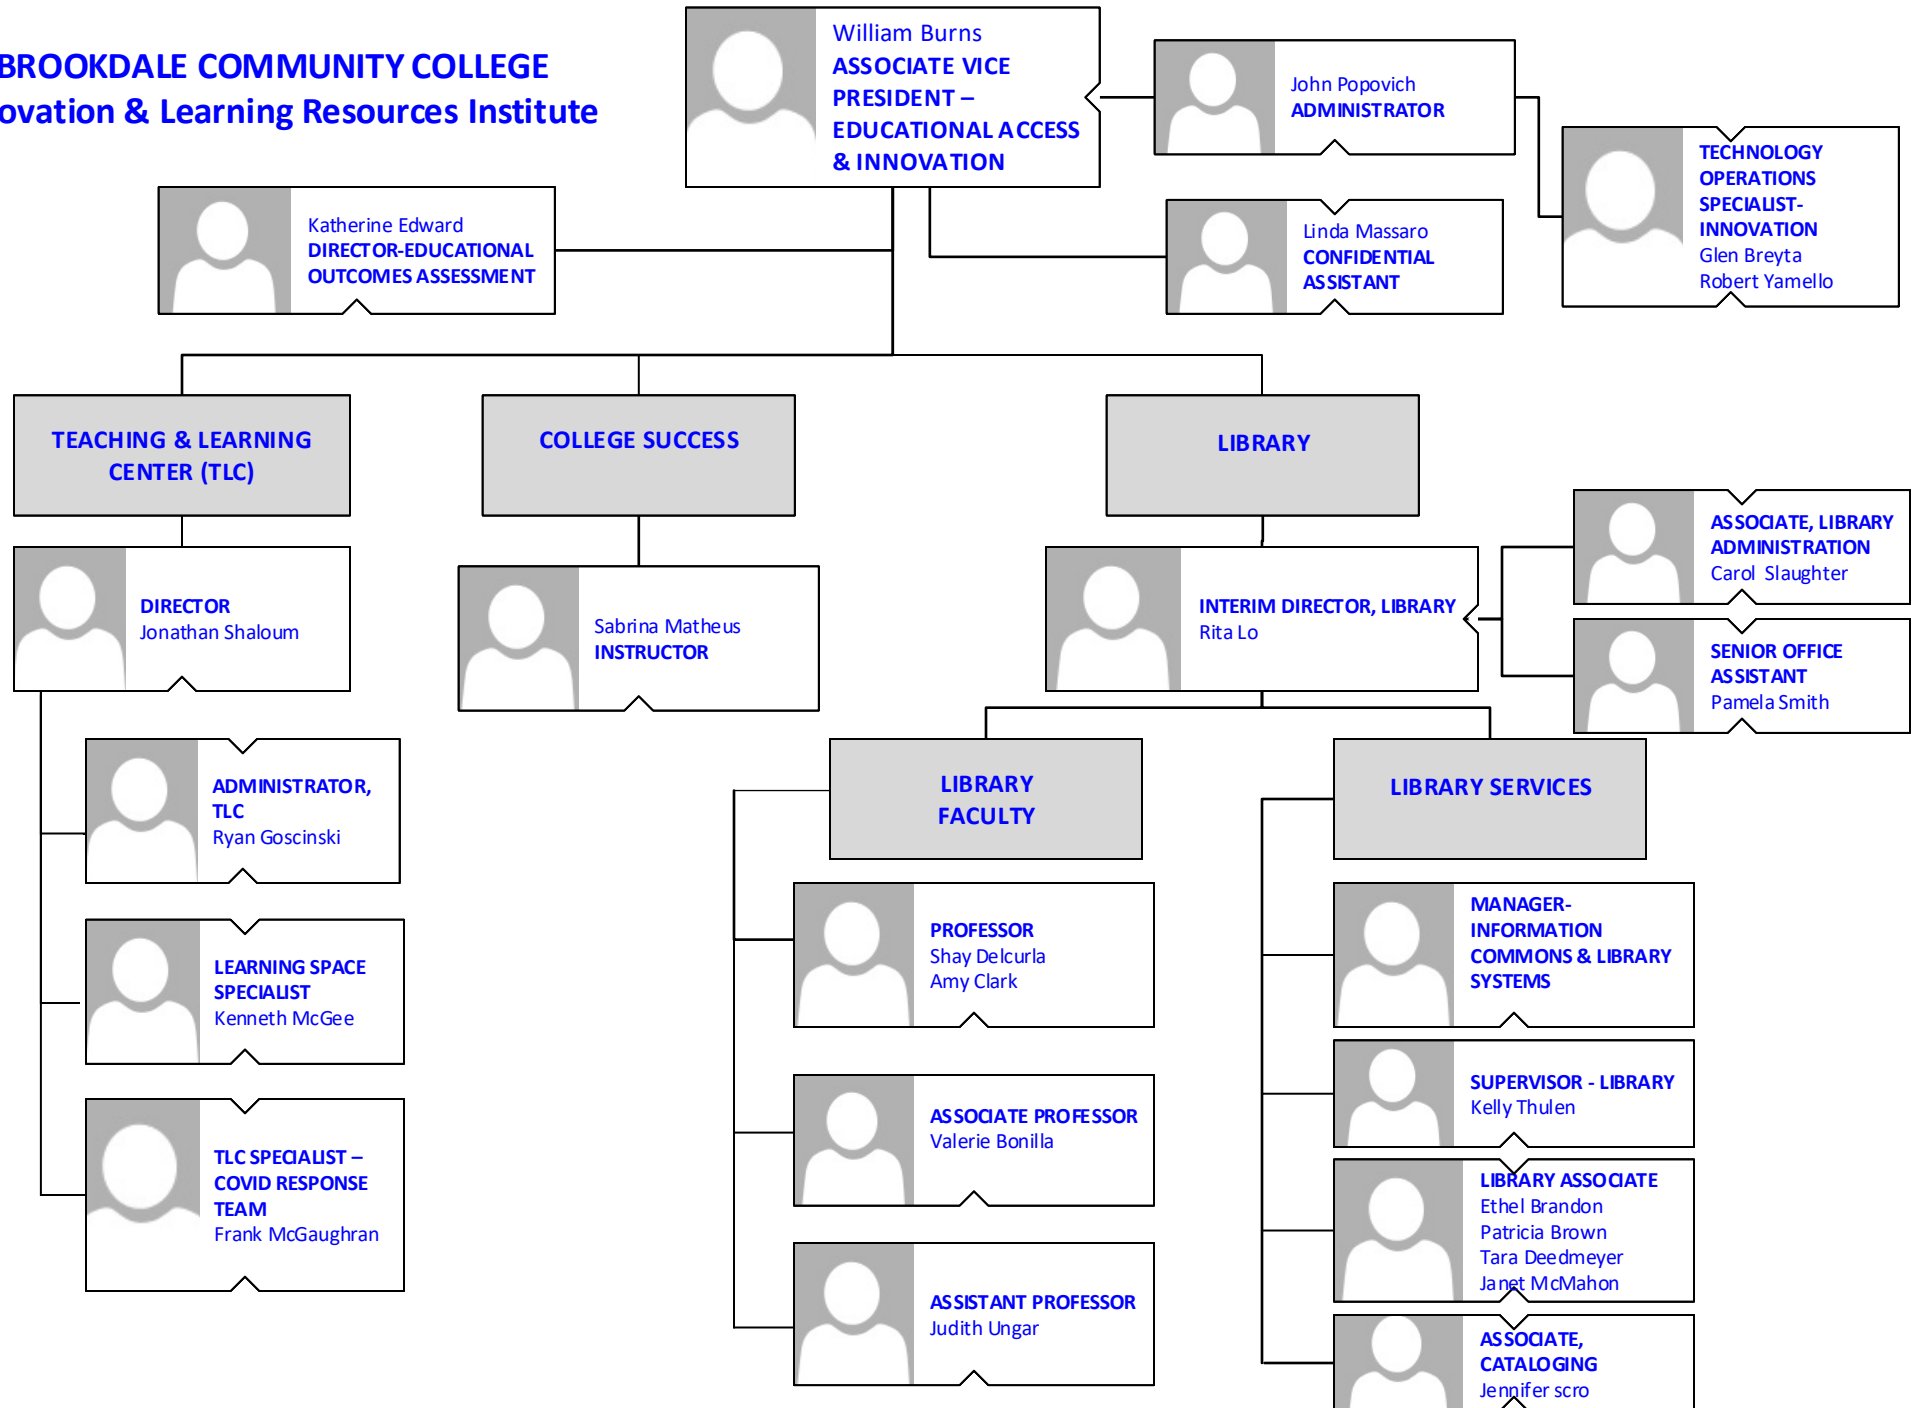 BROOKDALE COMMUNITY COLLEGE
ovation & Learning Resources Institute
William Burns
ASSOCIATE VICE
PRESIDENT –
EDUCATIONAL ACCESS
& INNOVATION
John Popovich
ADMINISTRATOR
TECHNOLOGY
OPERATIONS
SPECIALIST-
INNOVATION
Glen Breyta
Robert Yamello
Katherine Edward
DIRECTOR-EDUCATIONAL
OUTCOMES ASSESSMENT
Linda Massaro
CONFIDENTIAL
ASSISTANT
TEACHING & LEARNING
CENTER (TLC)
COLLEGE SUCCESS
LIBRARY
DIRECTOR
Jonathan Shaloum
Sabrina Matheus
INSTRUCTOR
INTERIM DIRECTOR, LIBRARY
Rita Lo
ASSOCIATE, LIBRARY
ADMINISTRATION
Carol Slaughter
SENIOR OFFICE
ASSISTANT
Pamela Smith
ADMINISTRATOR,
TLC
Ryan Goscinski
LEARNING SPACE
SPECIALIST
Kenneth McGee
TLC SPECIALIST –
COVID RESPONSE
TEAM
Frank McGaughran
LIBRARY
FACULTY
PROFESSOR
Shay Delcurla
Amy Clark
ASSOCIATE PROFESSOR
Valerie Bonilla
ASSISTANT PROFESSOR
Judith Ungar
LIBRARY SERVICES
MANAGER-
INFORMATION
COMMONS & LIBRARY
SYSTEMS
SUPERVISOR - LIBRARY
Kelly Thulen
LIBRARY ASSOCIATE
Ethel Brandon
Patricia Brown
Tara Deedmeyer
Janet McMahon
ASSOCIATE,
CATALOGING
Jennifer scro